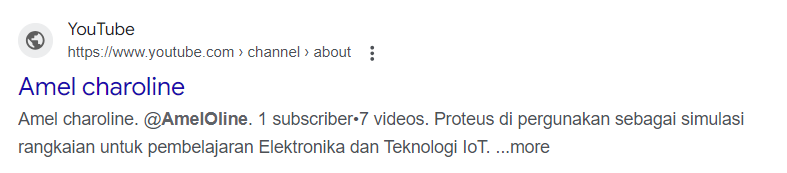 YouTube
https://www.youtube.com › channel › about
Amel charoline
Amel charoline. @AmelOline. 1 subscriber•7 videos. Proteus di pergunakan sebagai simulasi
rangkaian untuk pembelajaran Elektronika dan Teknologi IoT. ...more